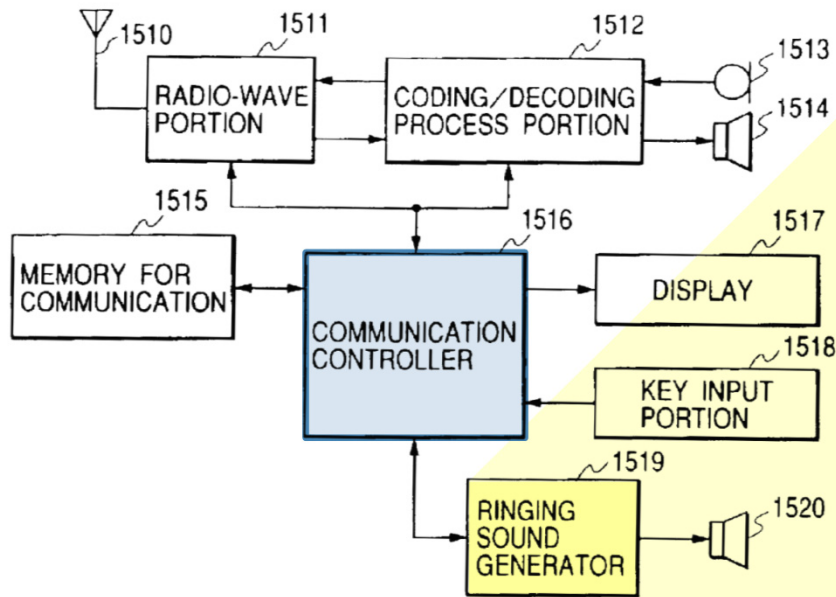 1510
1511
RADIO-WAVE
PORTION
1512
CODING/DECODING
PROCESS PORTION
1513
1514
1515
MEMORY FOR
COMMUNICATION
1516
COMMUNICATION
CONTROLLER
1517
DISPLAY
1518
KEY INPUT
PORTION
1519
RINGING
SOUND
GENERATOR
1520